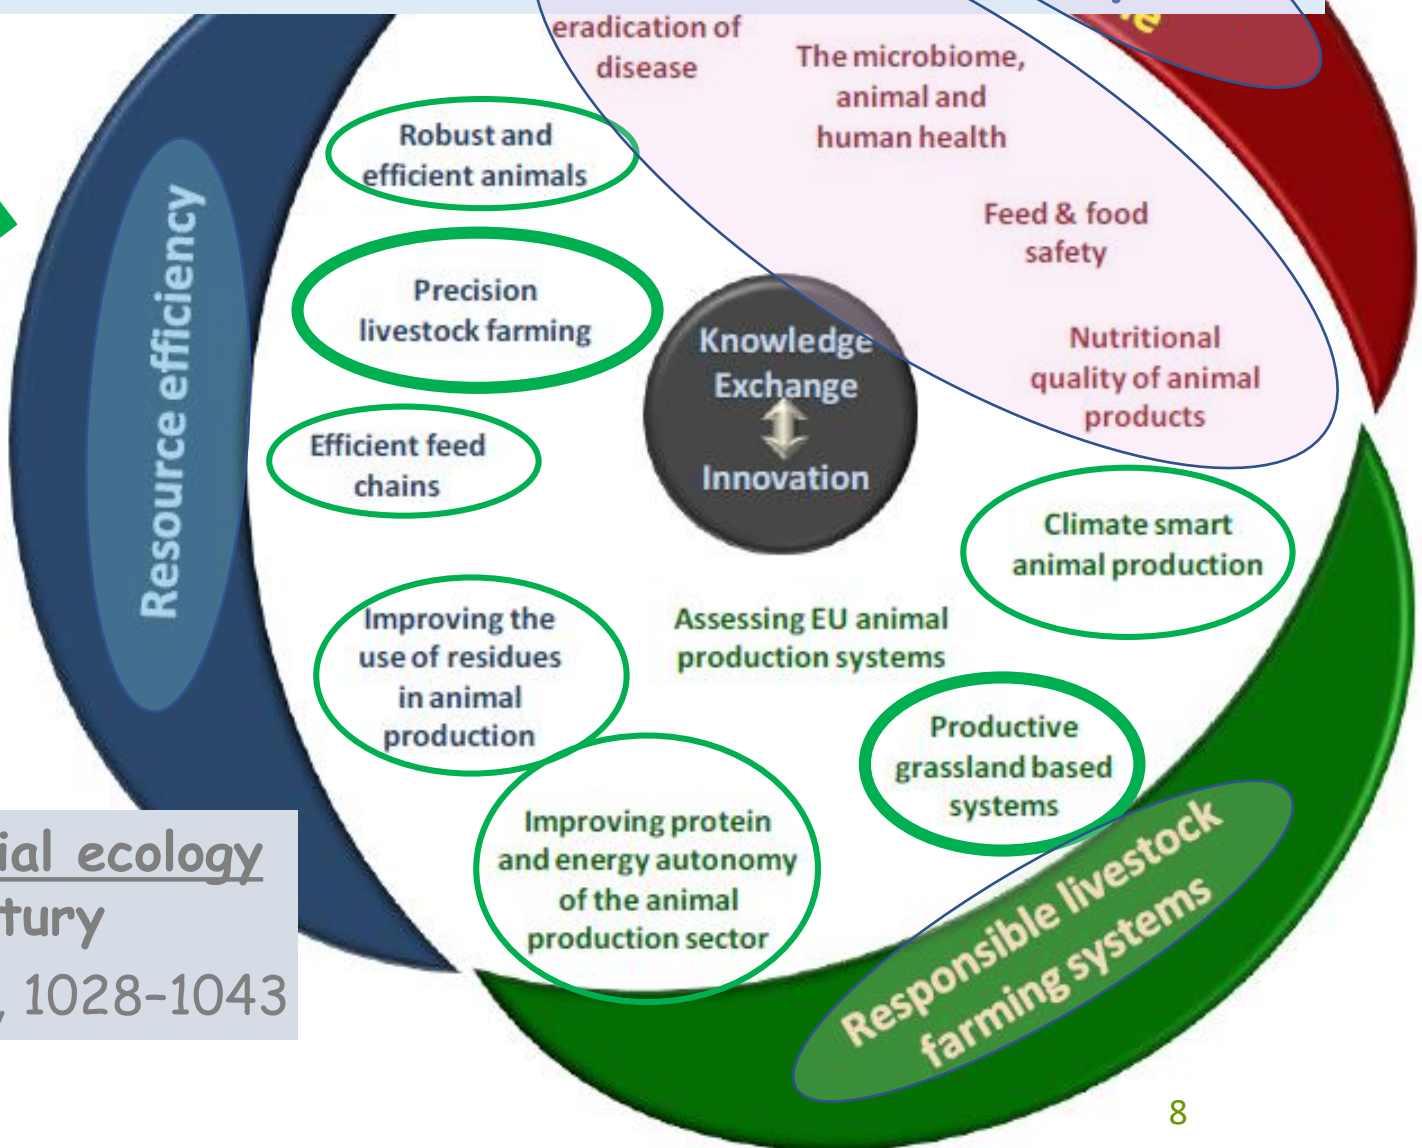 eradication of
disease
The microbiome,
animal and
human health
Robust and
efficient animals
Feed & food
safety
Precision
livestock farming
Nutritional
quality of animal
products
Resource efficiency
Knowledge
Exchange
Innovation
Efficient feed
chains
Climate smart
animal production
Improving the
use of residues
in animal
production
Assessing EU animal
production systems
Productive
grassland based
systems
Improving protein
and energy autonomy
of the animal
production sector
Responsible livestock
farming systems
ial ecology
tury
, 1028-1043
8